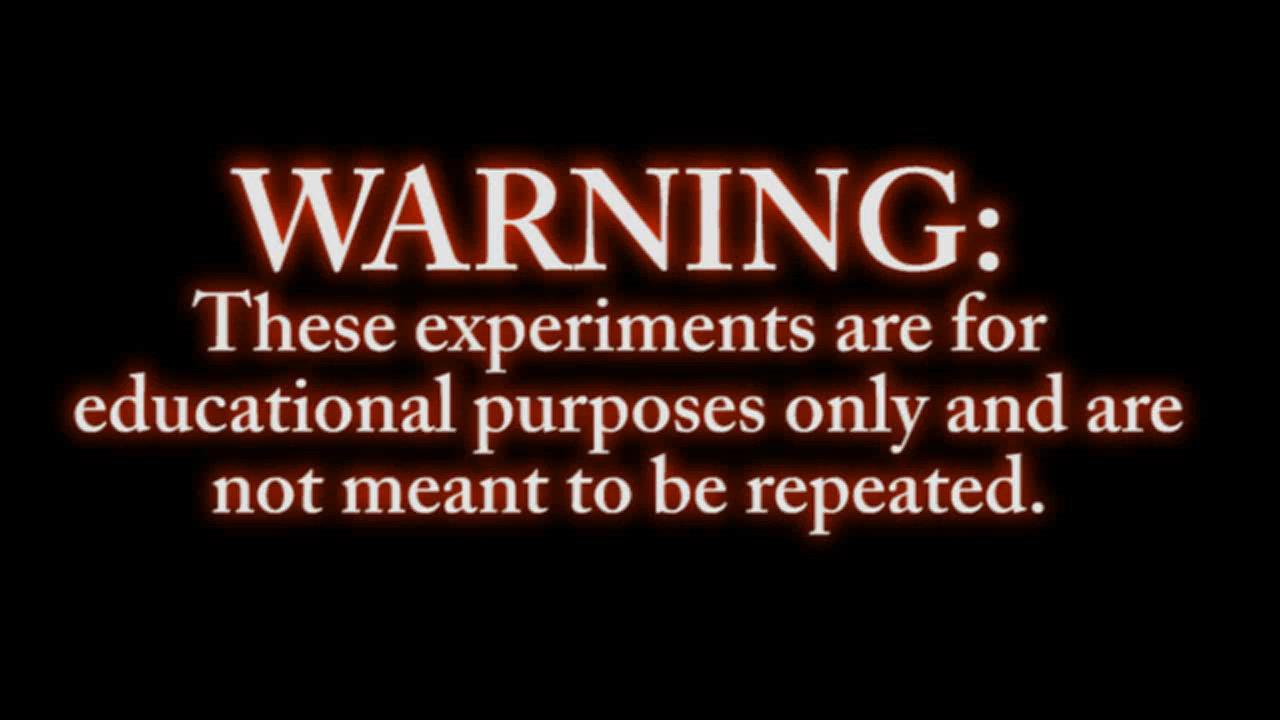 WARNING:
These experiments are for
educational purposes only and are
not meant to be repeated.